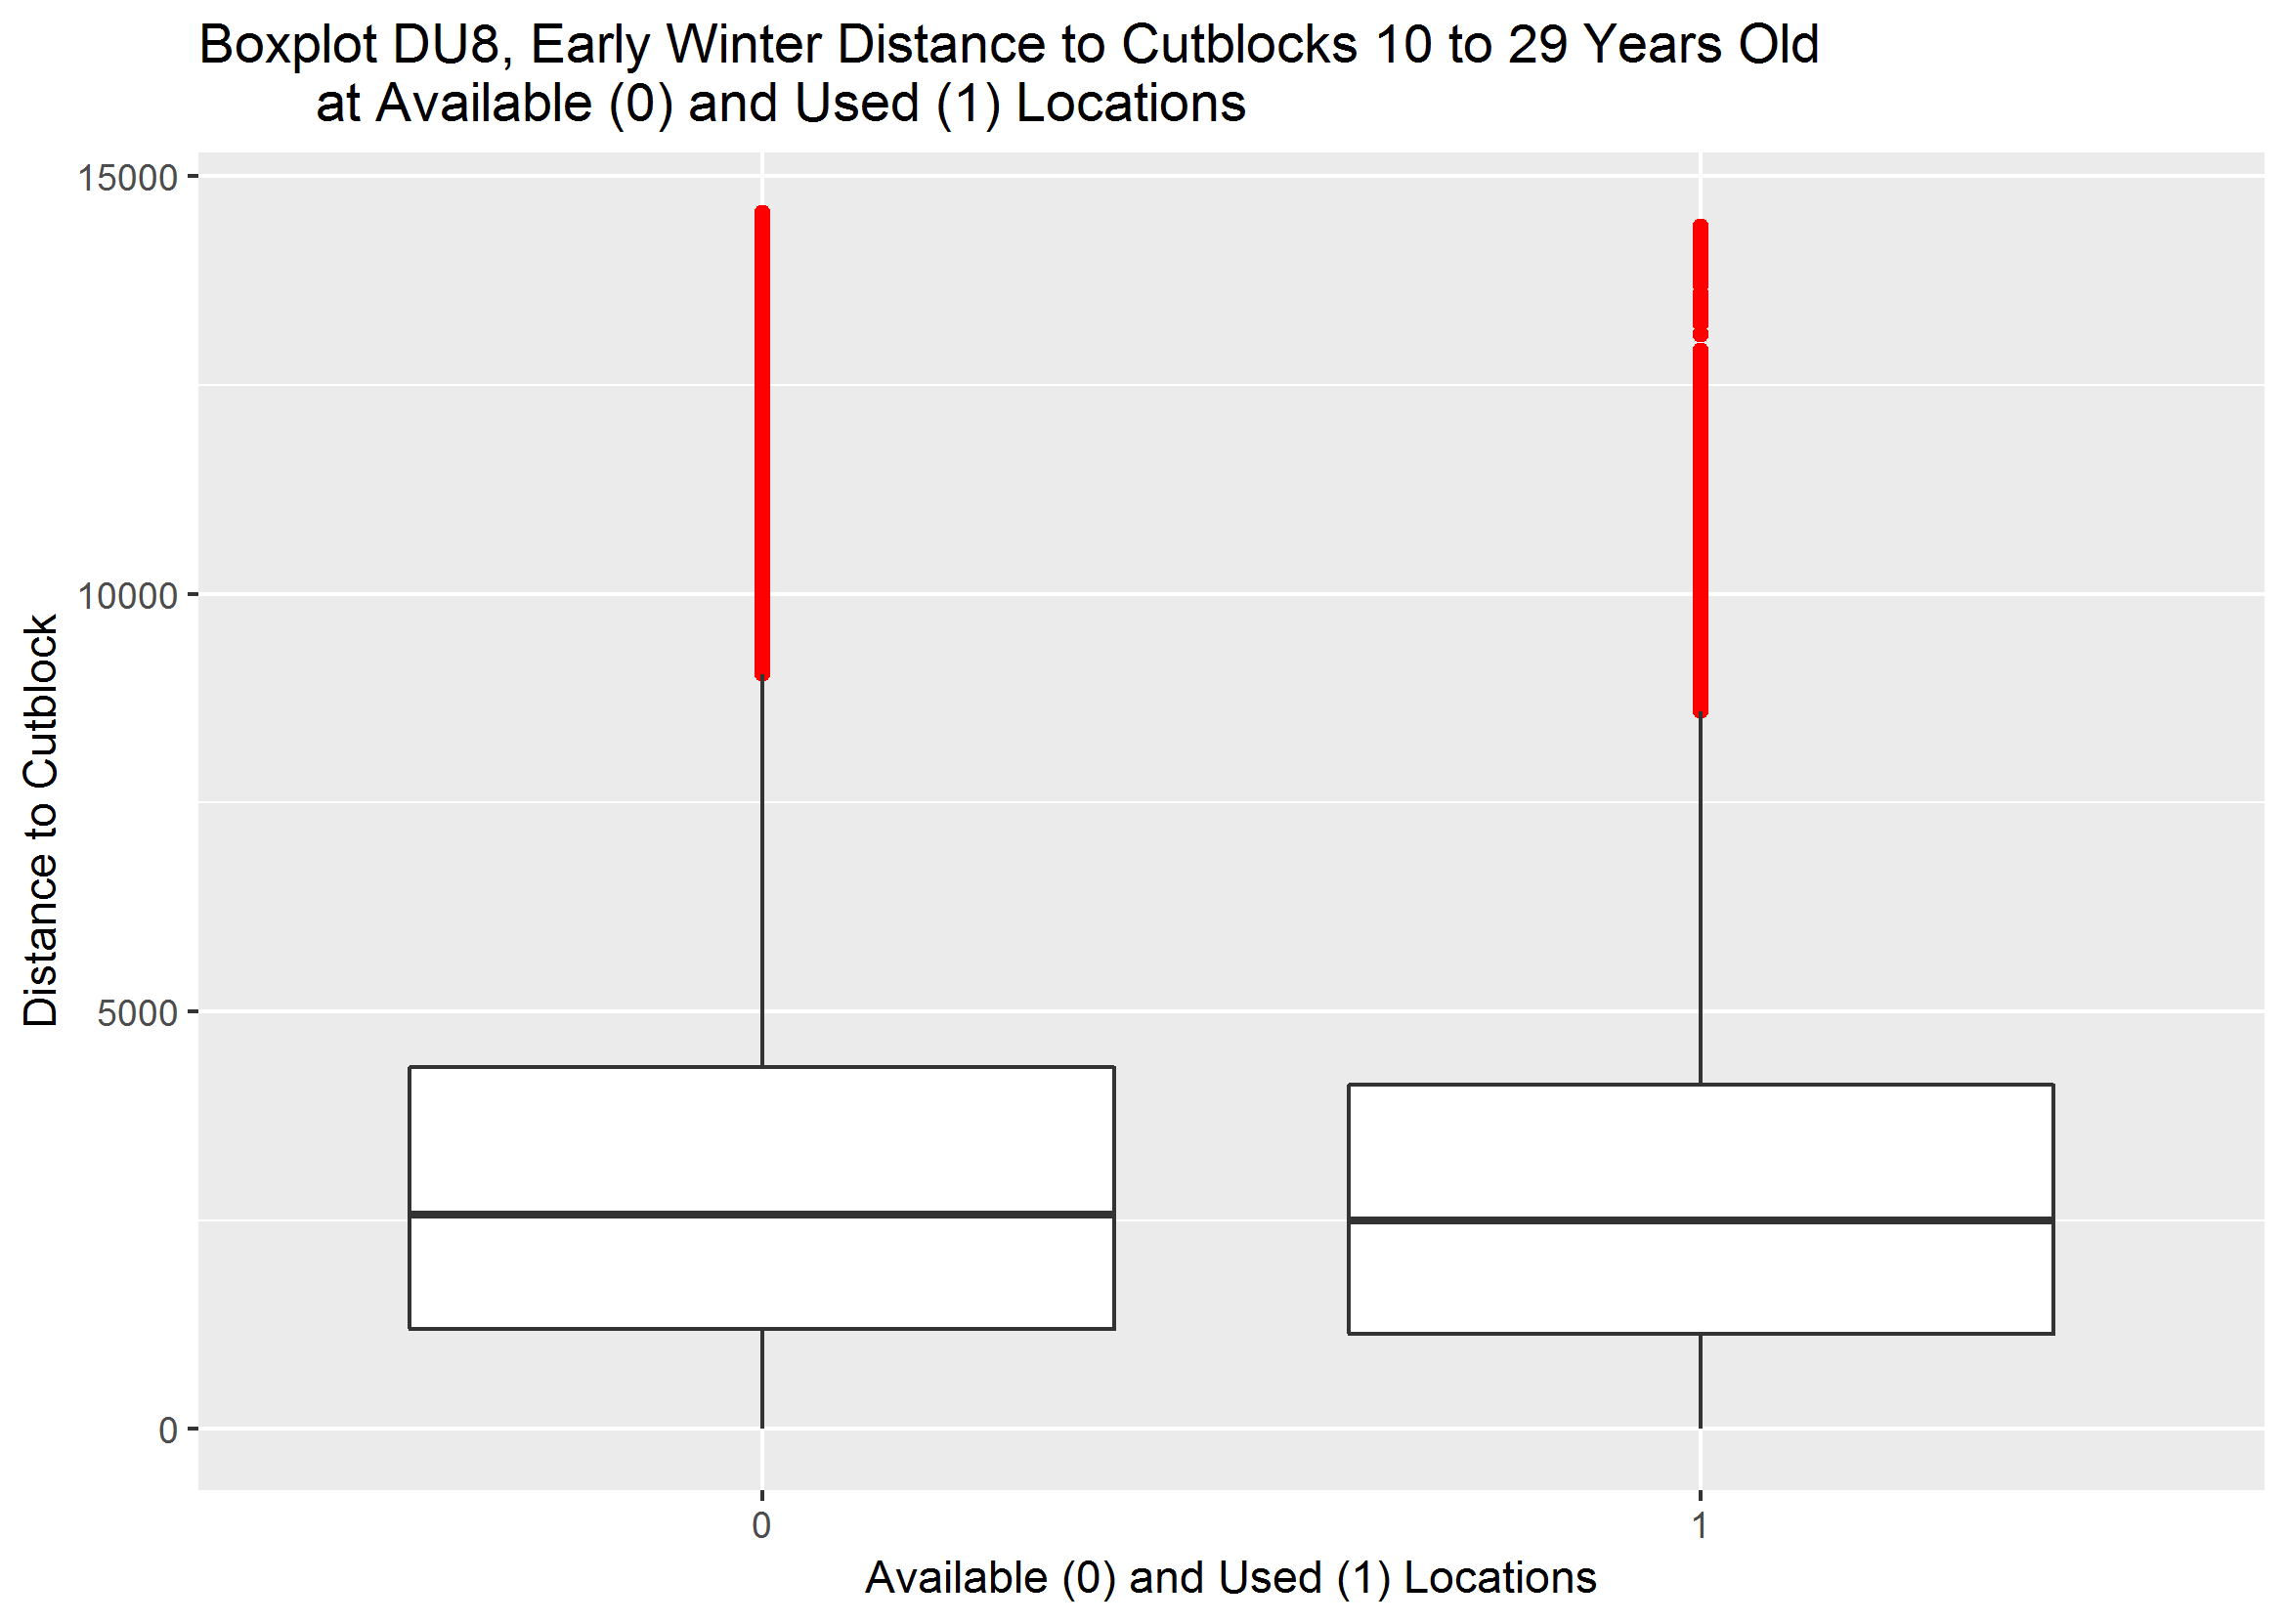 Boxplot DU8, Early Winter Distance to Cutblocks 10 to 29 Years Old
at Available (0) and Used (1) Locations
15000
10000
5000
0
Distance to Cutblock
0
1
Available (0) and Used (1) Locations